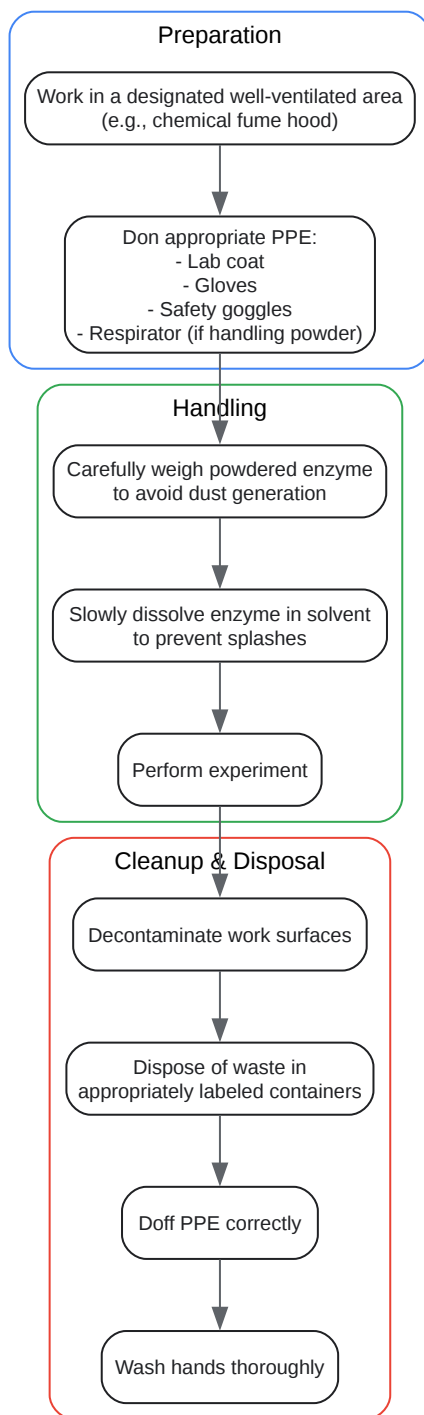 Preparation
Work in a designated well-ventilated area
(e.g., chemical fume hood)
Don appropriate PPE:
- Lab coat
- Gloves
- Safety goggles
- Respirator (if handling powder)
Handling
Carefully weigh powdered enzyme
to avoid dust generation
Slowly dissolve enzyme in solvent
to prevent splashes
Perform experiment
Cleanup & Disposal
Decontaminate work surfaces
Dispose of waste in
appropriately labeled containers
Doff PPE correctly
Wash hands thoroughly